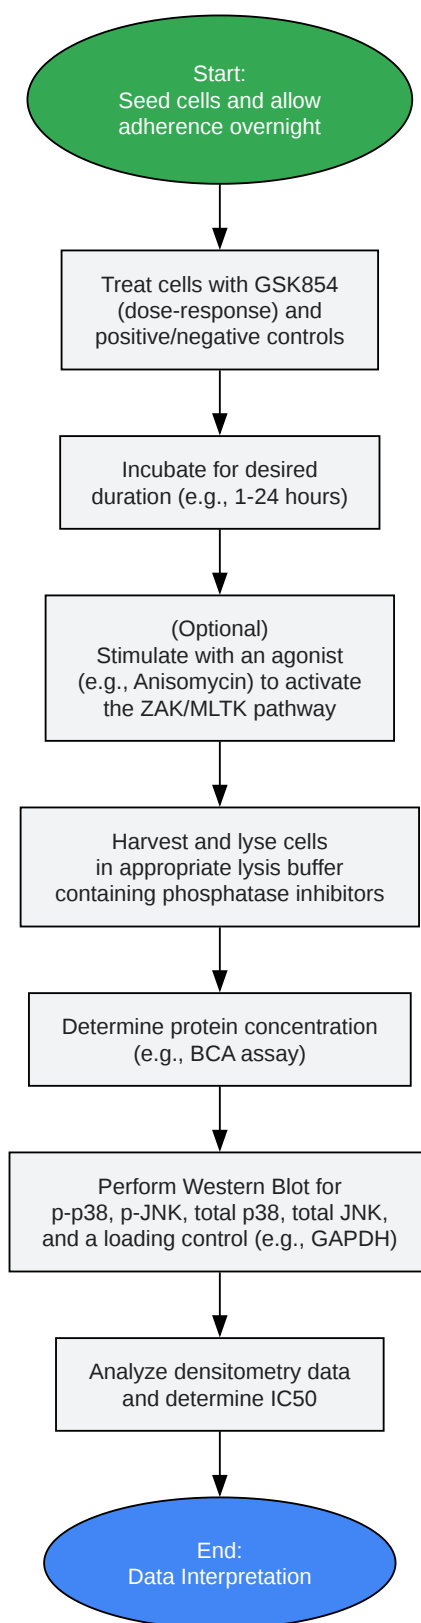 Start:
Seed cells and allow
adherence overnight
Treat cells with GSK854
(dose-response) and
positive/negative controls
Incubate for desired
duration (e.g., 1-24 hours)
(Optional)
Stimulate with an agonist
(e.g., Anisomycin) to activate
the ZAK/MLTK pathway
Harvest and lyse cells
in appropriate lysis buffer
containing phosphatase inhibitors
Determine protein concentration
(e.g., BCA assay)
Perform Western Blot for
p-p38, p-JNK, total p38, total JNK,
and a loading control (e.g., GAPDH)
Analyze densitometry data
and determine IC50
End:
Data Interpretation